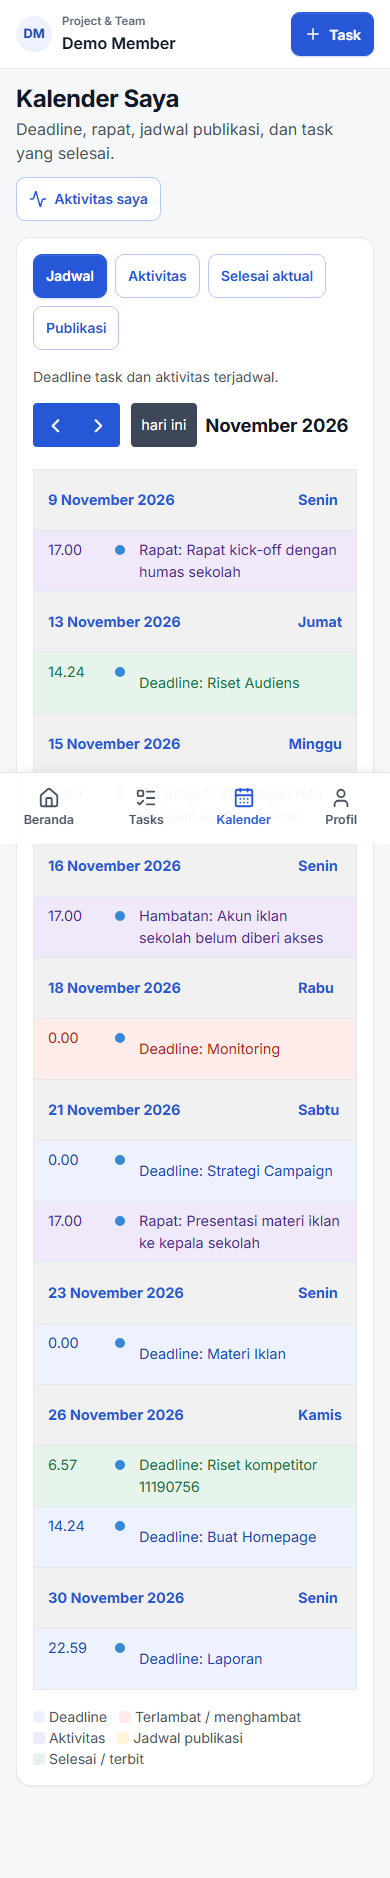 DM
Project & Team
Demo Member
+ Task
Kalender Saya
Deadline, rapat, jadwal publikasi, dan task
yang selesai.
Aktivitas saya
Jadwal
Aktivitas
Selesai aktual
Publikasi
Deadline task dan aktivitas terjadwal.
hari ini
November 2026
9 November 2026 Senin
17.00 Rapat: Rapat kick-off dengan
humas sekolah
13 November 2026 Jumat
14.24 Deadline: Riset Audiens
15 November 2026 Minggu
Beranda
Tasks
Kalender
Profil
16 November 2026 Senin
17.00 Hambatan: Akun iklan
sekolah belum diberi akses
18 November 2026 Rabu
0.00 Deadline: Monitoring
21 November 2026 Sabtu
0.00 Deadline: Strategi Campaign
17.00 Rapat: Presentasi materi iklan
ke kepala sekolah
23 November 2026 Senin
0.00 Deadline: Materi Iklan
26 November 2026 Kamis
6.57 Deadline: Riset kompetitor
11190756
14.24 Deadline: Buat Homepage
30 November 2026 Senin
22.59 Deadline: Laporan
Deadline
Terlambat / menghambat
Aktivitas
Jadwal publikasi
Selesai / terbit